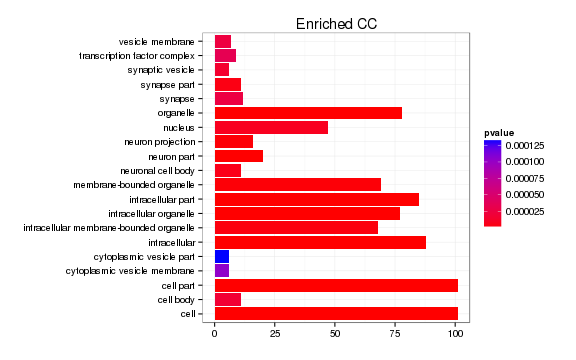 Enriched CC
vesicle membrane
transcription factor complex
synaptic vesicle
synapse part
synapse
organelle
nucleus
neuron projection
neuron part
neuronal cell body
membrane-bounded organelle
intracellular part
intracellular organelle
intracellular membrane-bounded organelle
intracellular
cytoplasmic vesicle part
cytoplasmic vesicle membrane
cell part
cell body
cell
0 25 50 75 100
pvalue
0.000125
0.000100
0.000075
0.000050
0.000025